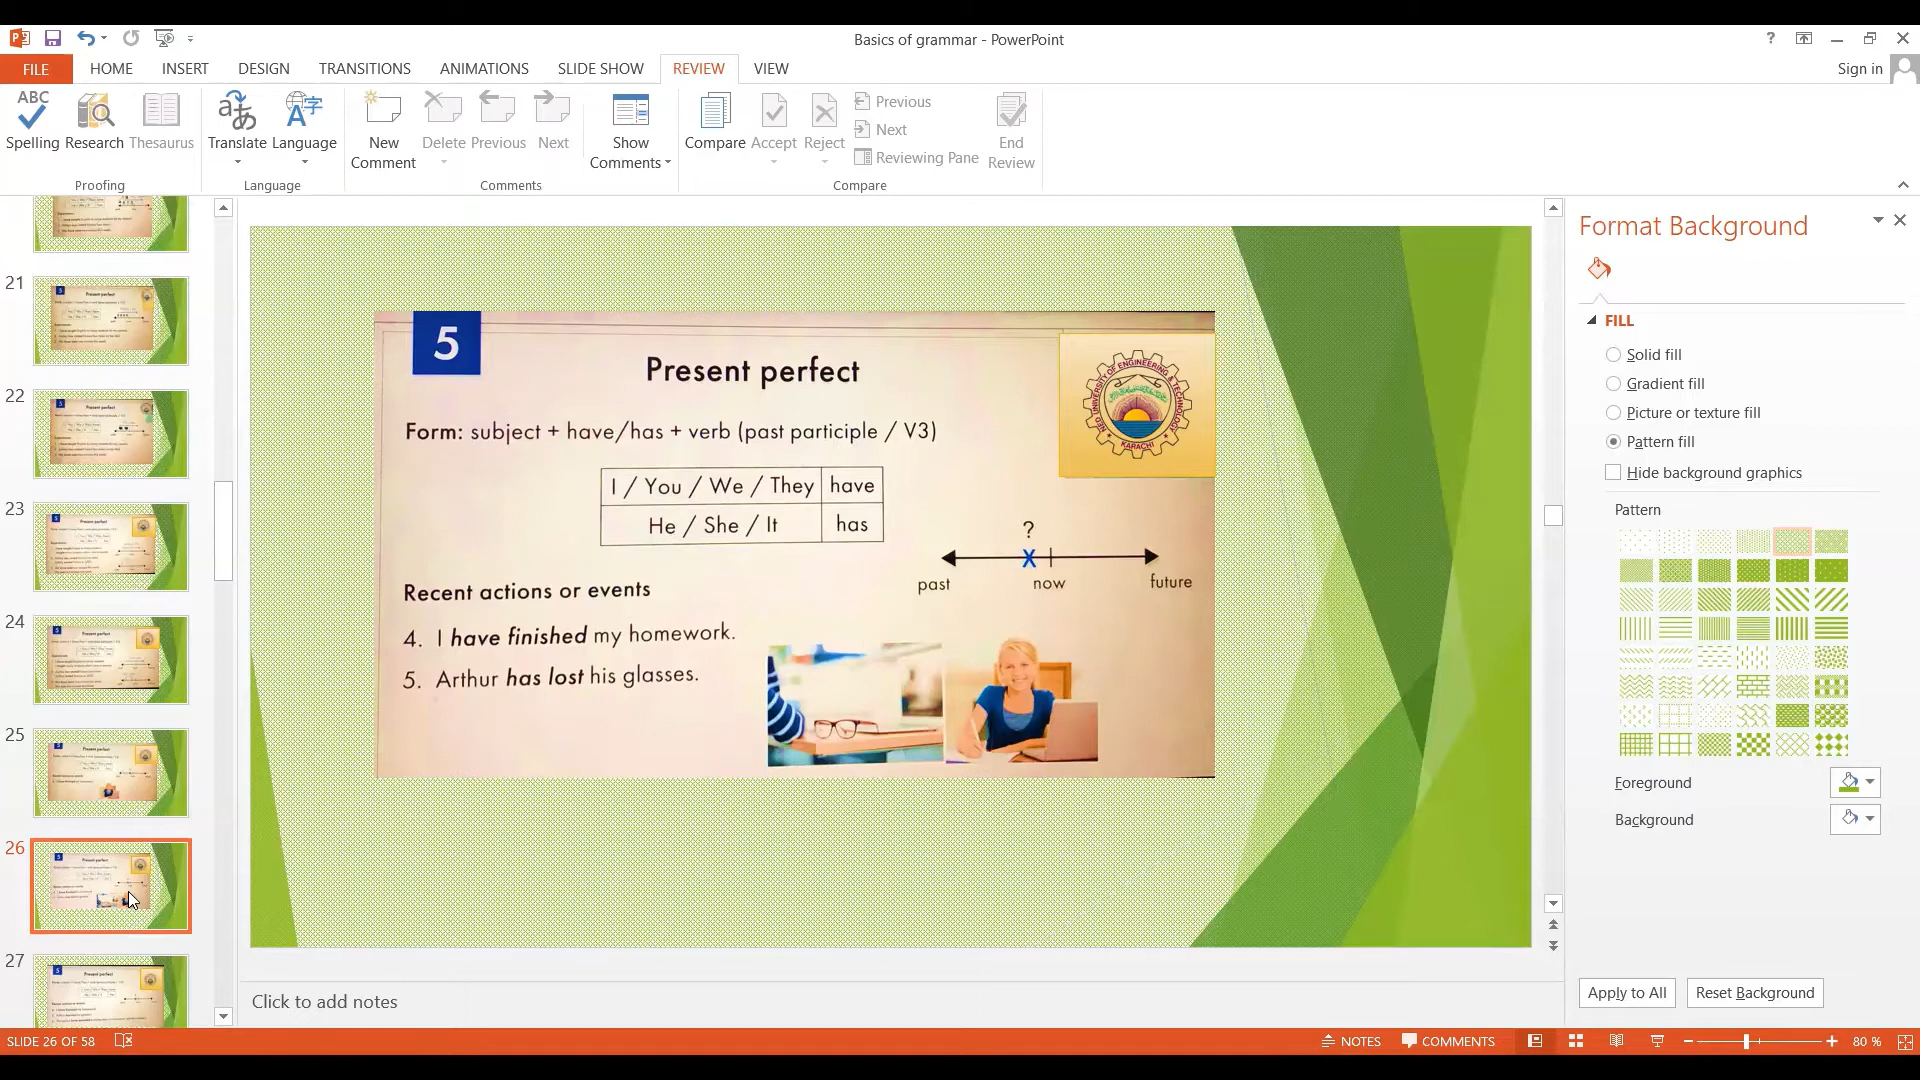 Basics of grammar - PowerPoint
?
FILE
HOME
INSERT
DESIGN
TRANSITIONS
ANIMATIONS
SLIDE SHOW
REVIEW
VIEW
Sign in
ABC
Spelling
Research
Thesaurus
Translate
Language
New
Comment
Delete
Previous
Next
Show
Comments
Compare
Accept
Reject
Previous
Next
Reviewing Pane
End
Review
Proofing
Language
Comments
Compare
21
22
23
24
25
26
27
5
Present perfect
NED UNIVERSITY OF ENGINEERING & TECHNOLOGY
KARACHI
Form: subject + have/has + verb (past participle / V3)
I / You / We / They have
He / She / It has
?
X
past now future
Recent actions or events
4. I have finished my homework.
5. Arthur has lost his glasses.
Click to add notes
Format Background
FILL
Solid fill
Gradient fill
Picture or texture fill
Pattern fill
Hide background graphics
Pattern
Foreground
Background
Apply to All
Reset Background
SLIDE 26 OF 58
NOTES
COMMENTS
80 %